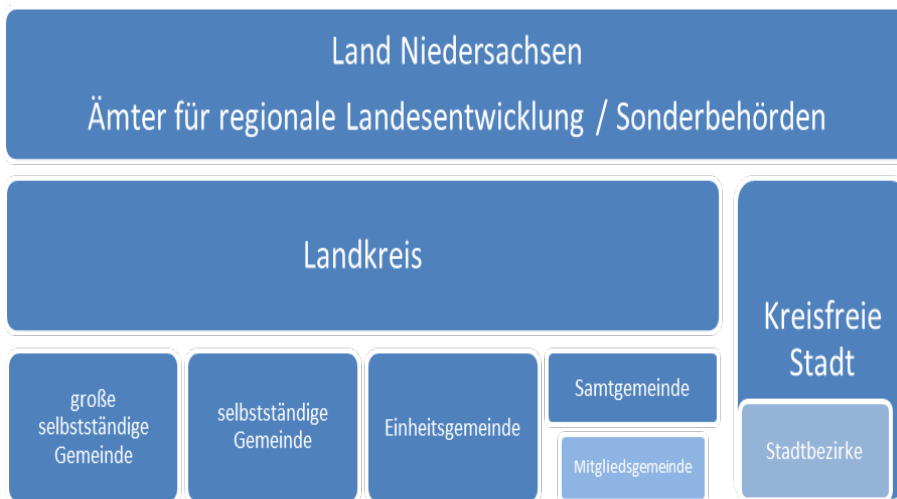 Land Niedersachsen
Ämter für regionale Landesentwicklung / Sonderbehörden
Landkreis
Kreisfreie
Stadt
große
selbstständige
Gemeinde
selbstständige
Gemeinde
Einheitsgemeinde
Samtgemeinde
Mitgliedsgemeinde
Stadtbezirke